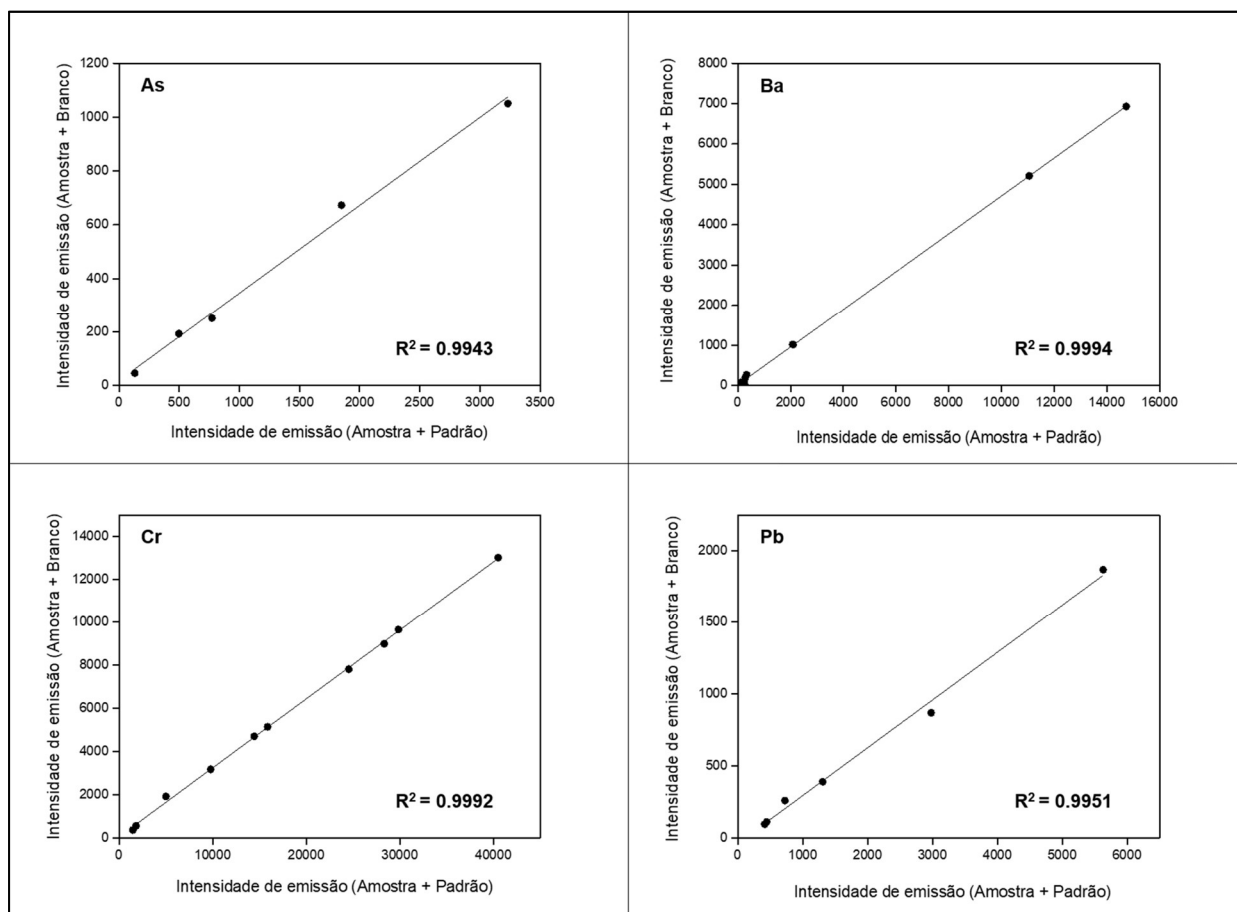 As
Intensidade de emissão (Amostra + Branco)
1200
1000
800
600
400
200
0
R² = 0.9943
0 500 1000 1500 2000 2500 3000 3500
Intensidade de emissão (Amostra + Padrão)
Ba
Intensidade de emissão (Amostra + Branco)
8000
7000
6000
5000
4000
3000
2000
1000
0
R² = 0.9994
0 2000 4000 6000 8000 10000 12000 14000 16000
Intensidade de emissão (Amostra + Padrão)
Cr
Intensidade de emissão (Amostra + Branco)
14000
12000
10000
8000
6000
4000
2000
0
R² = 0.9992
0 10000 20000 30000 40000
Intensidade de emissão (Amostra + Padrão)
Pb
Intensidade de emissão (Amostra + Branco)
2000
1500
1000
500
0
R² = 0.9951
0 1000 2000 3000 4000 5000 6000
Intensidade de emissão (Amostra + Padrão)